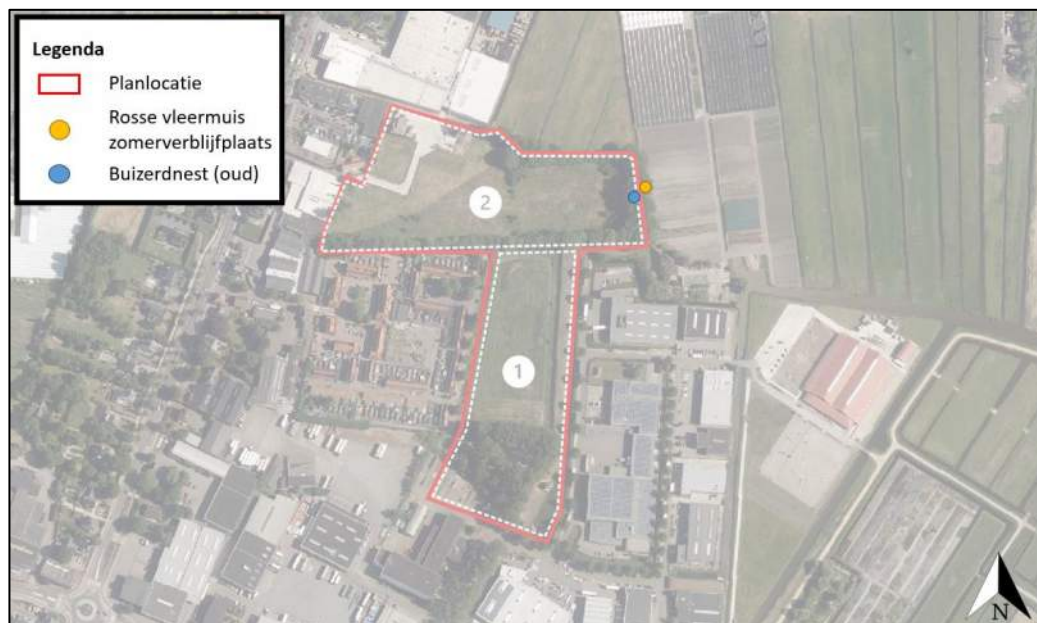 Legenda
Planlocatie
Rosse vleermuis
zomerverblijfplaats
Buizerdnest (oud)
2
1
N